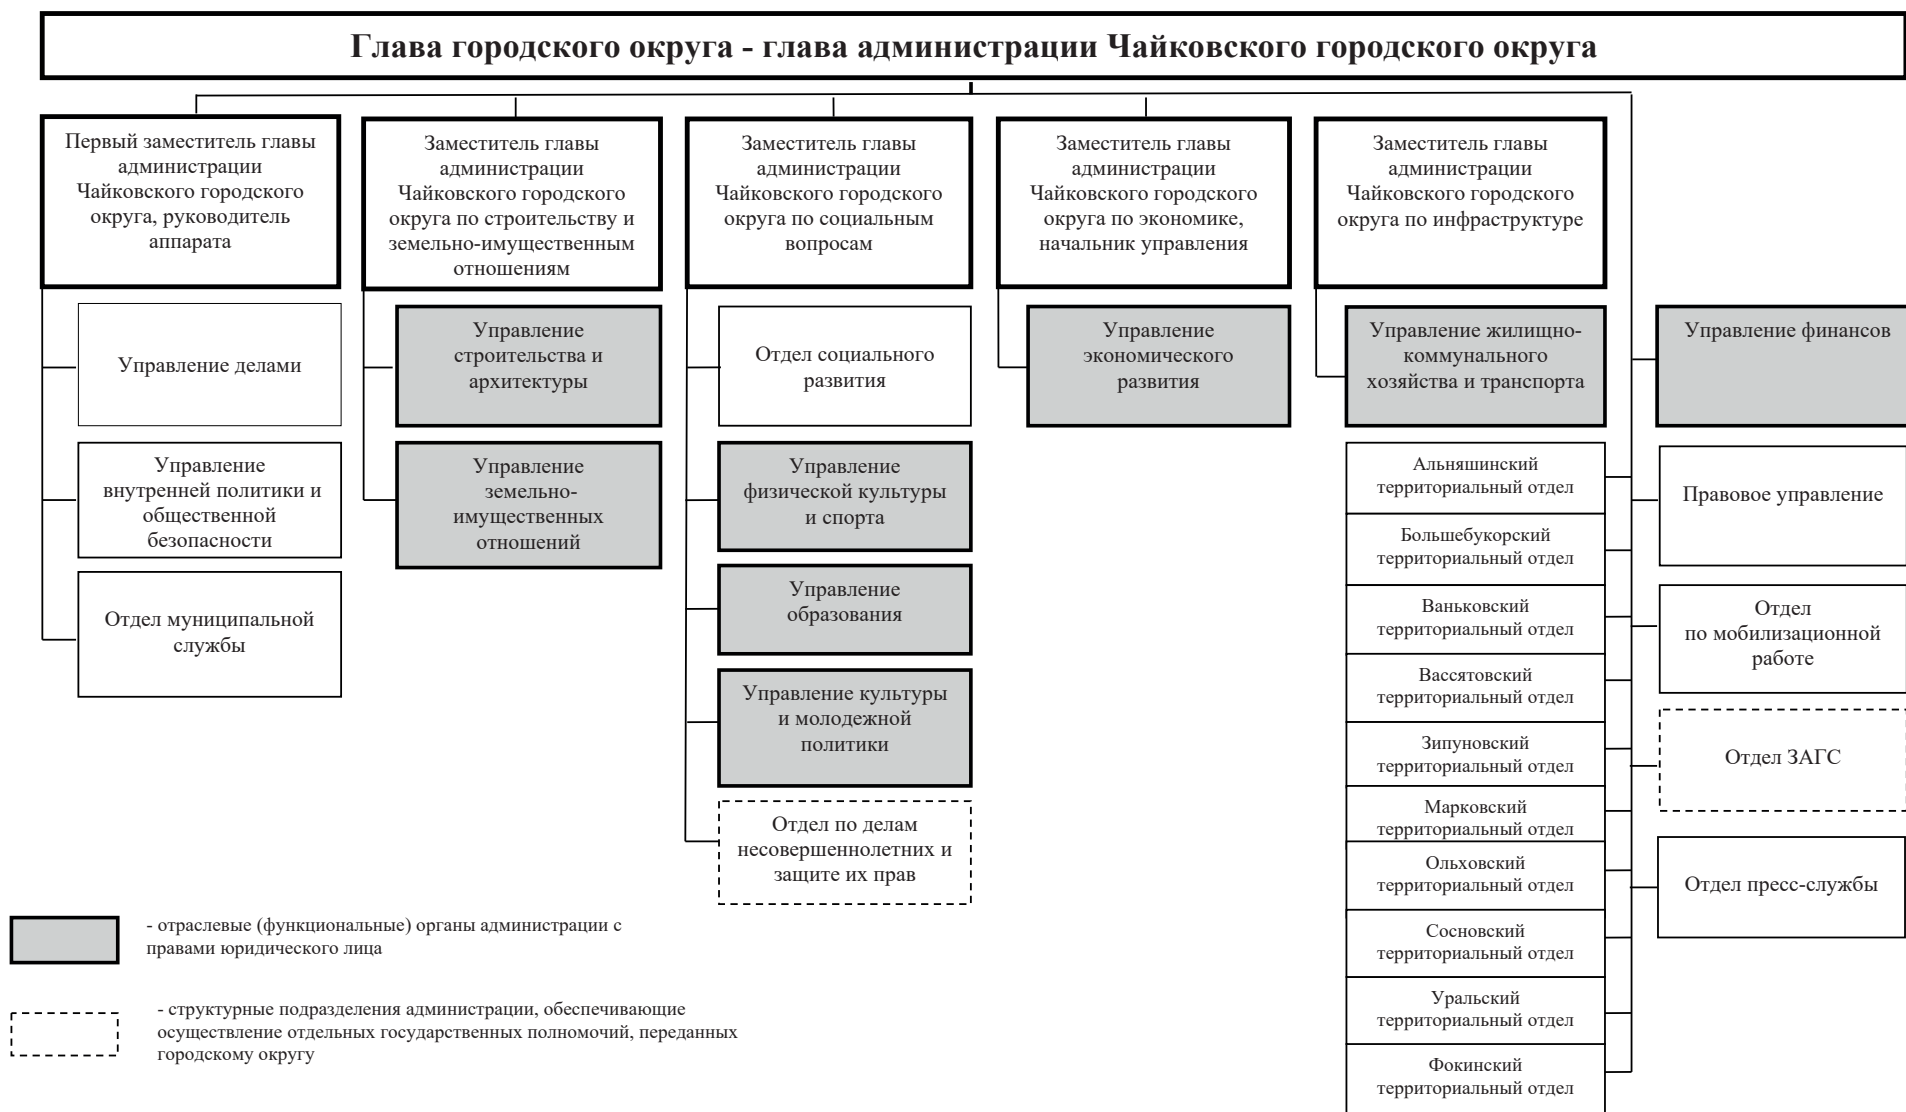 Глава городского округа - глава администрации Чайковского городского округа
Первый заместитель главы
администрации
Чайковского городского
округа, руководитель
аппарата
Управление делами
Управление
внутренней политики и
общественной
безопасности
Отдел муниципальной
службы
Заместитель главы
администрации
Чайковского городского
округа по строительству и
земельно-имущественным
отношениям
Управление
строительства и
архитектуры
Управление
земельно-
имущественных
отношений
Заместитель главы
администрации
Чайковского городского
округа по социальным
вопросам
Отдел социального
развития
Управление
физической культуры
и спорта
Управление
образования
Управление культуры
и молодежной
политики
Отдел по делам
несовершеннолетних и
защите их прав
Заместитель главы
администрации
Чайковского городского
округа по экономике,
начальник управления
Управление
экономического
развития
Заместитель главы
администрации
Чайковского городского
округа по инфраструктуре
Управление жилищно-
коммунального
хозяйства и транспорта
Альняшинский
территориальный отдел
Большебукорский
территориальный отдел
Ваньковский
территориальный отдел
Вассятовский
территориальный отдел
Зипуновский
территориальный отдел
Марковский
территориальный отдел
Ольховский
территориальный отдел
Сосновский
территориальный отдел
Уральский
территориальный отдел
Фокинский
территориальный отдел
Управление финансов
Правовое управление
Отдел
по мобилизационной
работе
Отдел ЗАГС
Отдел пресс-службы
- отраслевые (функциональные) органы администрации с
правами юридического лица
- структурные подразделения администрации, обеспечивающие
осуществление отдельных государственных полномочий, переданных
городскому округу